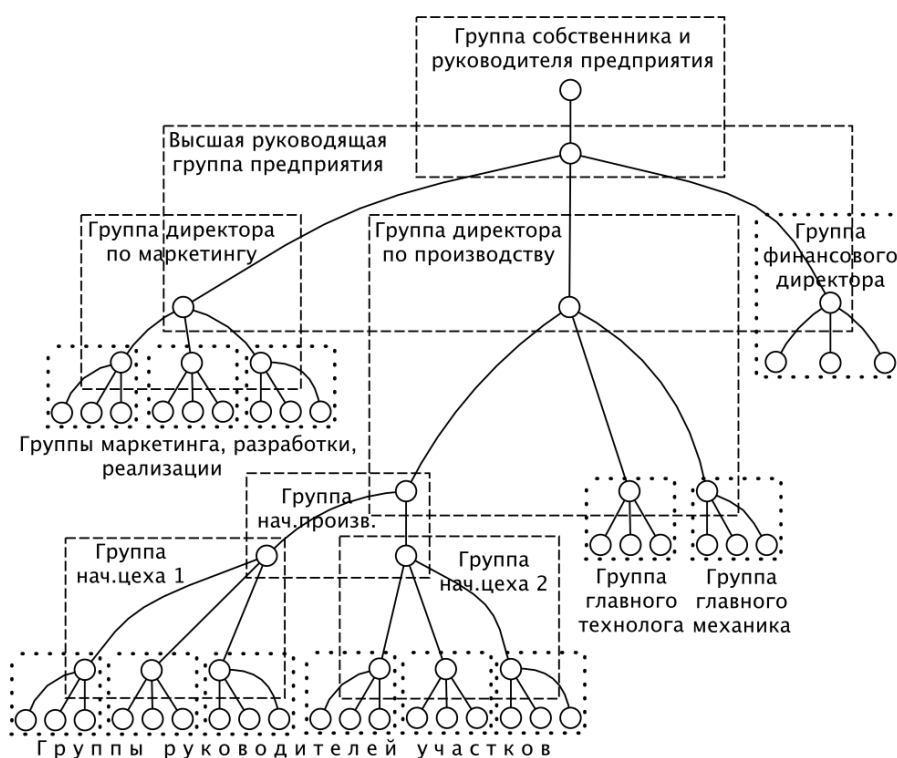 Группа собственника и
руководителя предприятия
Высшая руководящая
группа предприятия
Группа директора
по маркетингу
Группа директора
по производству
Группа
финансового
директора
Группы маркетинга, разработки,
реализации
Группа
нач.произв.
Группа
нач.цеха 1
Группа
нач.цеха 2
Группа
главного
технолога
Группа
главного
механика
Группы руководителей участков